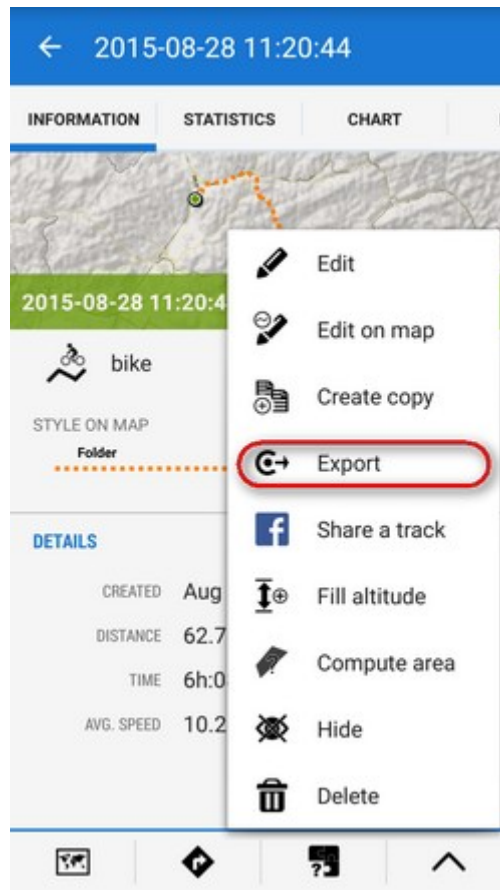 2015-08-28 11:20:44
INFORMATION STATISTICS CHART
2015-08-28 11:20:4
bike
STYLE ON MAP
Folder
DETAILS
CREATED Aug
DISTANCE 62.7
TIME 6h:0
AVG. SPEED 10.2
Edit
Edit on map
Create copy
Export
Share a track
Fill altitude
Compute area
Hide
Delete